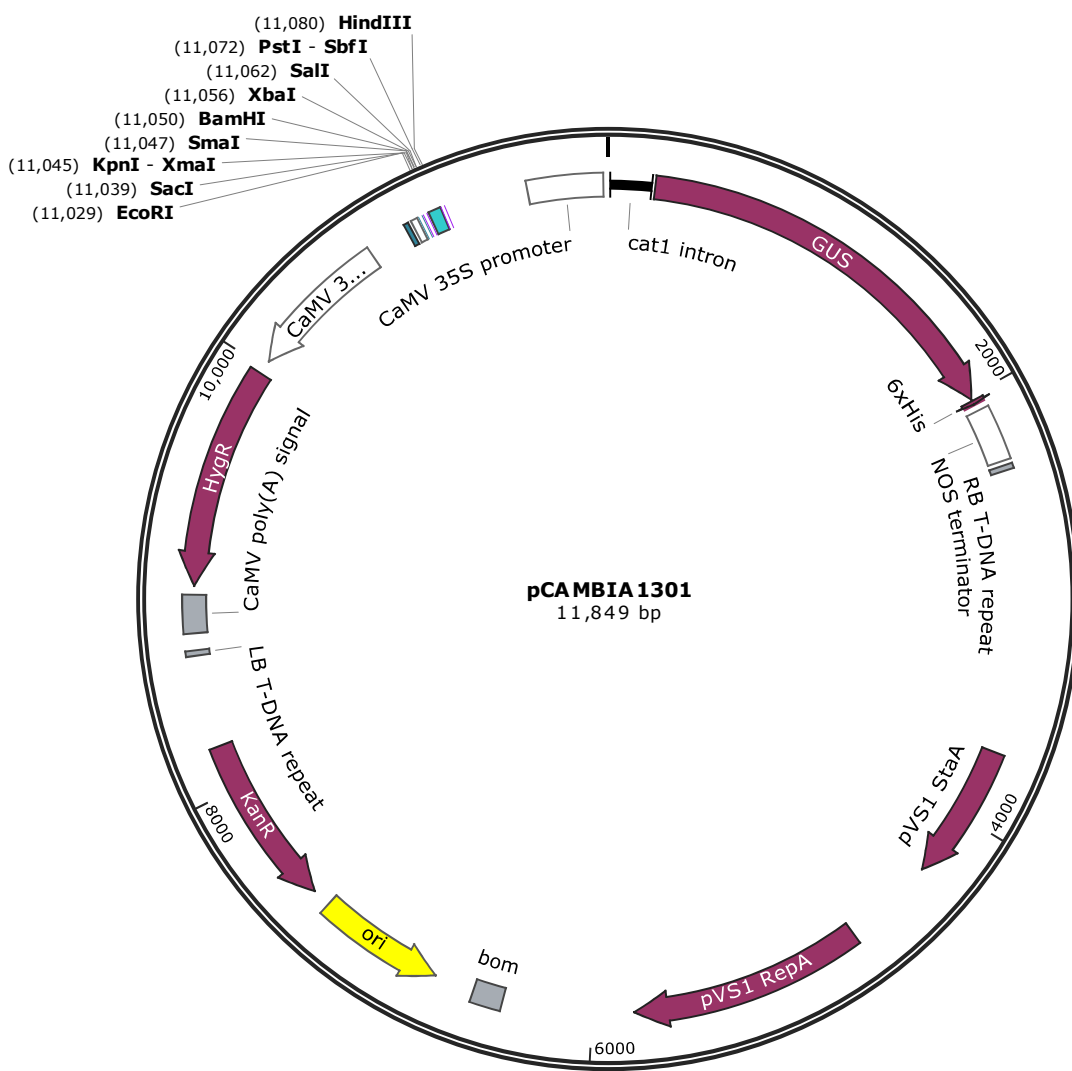 (11,080) HindIII
(11,072) PstI - SbfI
(11,062) SalI
(11,056) XbaI
(11,050) BamHI
(11,047) SmaI
(11,045) KpnI - XmaI
(11,039) SacI
(11,029) EcoRI
CaMV 35S promoter
cat1 intron
GUS
2000
6xHis
NOS terminator
RB T-DNA repeat
pVS1 StaA
4000
pVS1 RepA
6000
bom
ori
KanR
8000
LB T-DNA repeat
CaMV poly(A) signal
HygR
10,000
CaMV 3...
pCAMBIA1301
11,849 bp